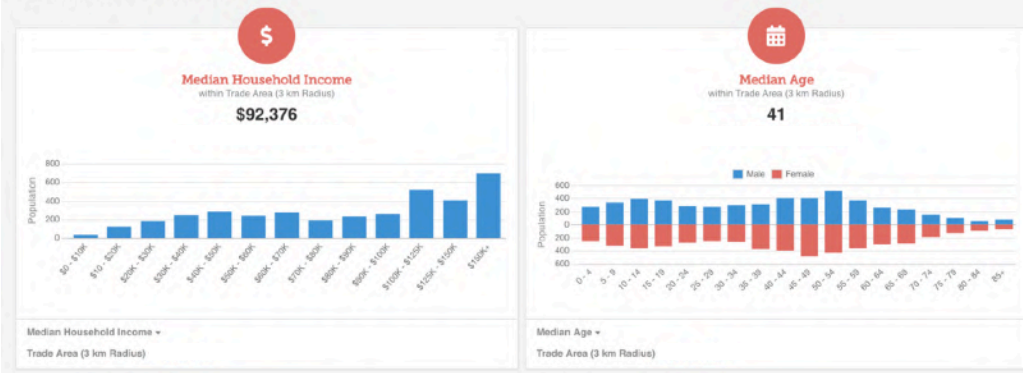 $
Median Household Income
within Trade Area (3 km Radius)
$92,376
Population
800
600
400
200
0
$0 - $10K
$10 - $20K
$20K - $30K
$30K - $40K
$40K - $50K
$50K - $60K
$60K - $70K
$70K - $80K
$80K - $90K
$90K - $100K
$100K - $125K
$125K - $150K
$150K+
Median Household Income
Trade Area (3 km Radius)
Median Age
within Trade Area (3 km Radius)
41
Male Female
Population
600
400
200
0
200
400
600
0 - 4
5 - 9
10 - 14
15 - 19
20 - 24
25 - 29
30 - 34
35 - 39
40 - 44
45 - 49
50 - 54
55 - 59
60 - 64
65 - 69
70 - 74
75 - 79
80 - 84
85+
Median Age
Trade Area (3 km Radius)